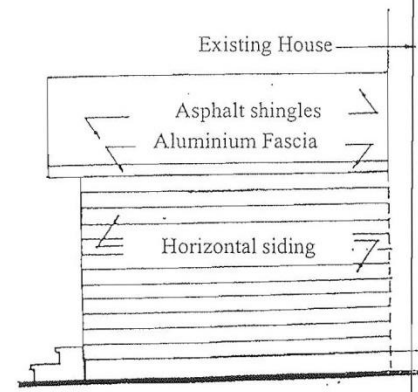 Existing House
Asphalt shingles
Aluminium Fascia
Horizontal siding